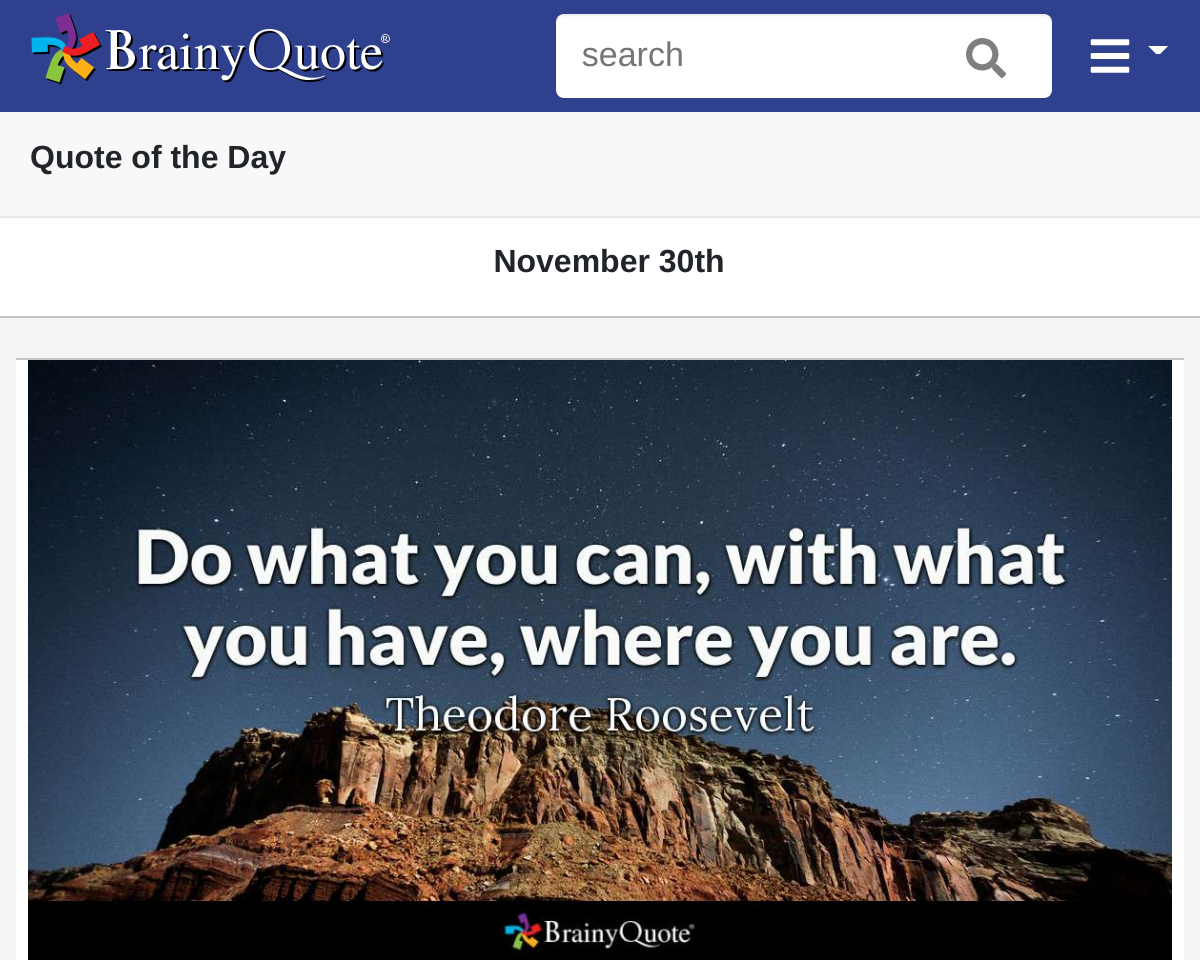 BrainyQuote®
search
Quote of the Day
November 30th
Do what you can, with what
you have, where you are.
Theodore Roosevelt
BrainyQuote®